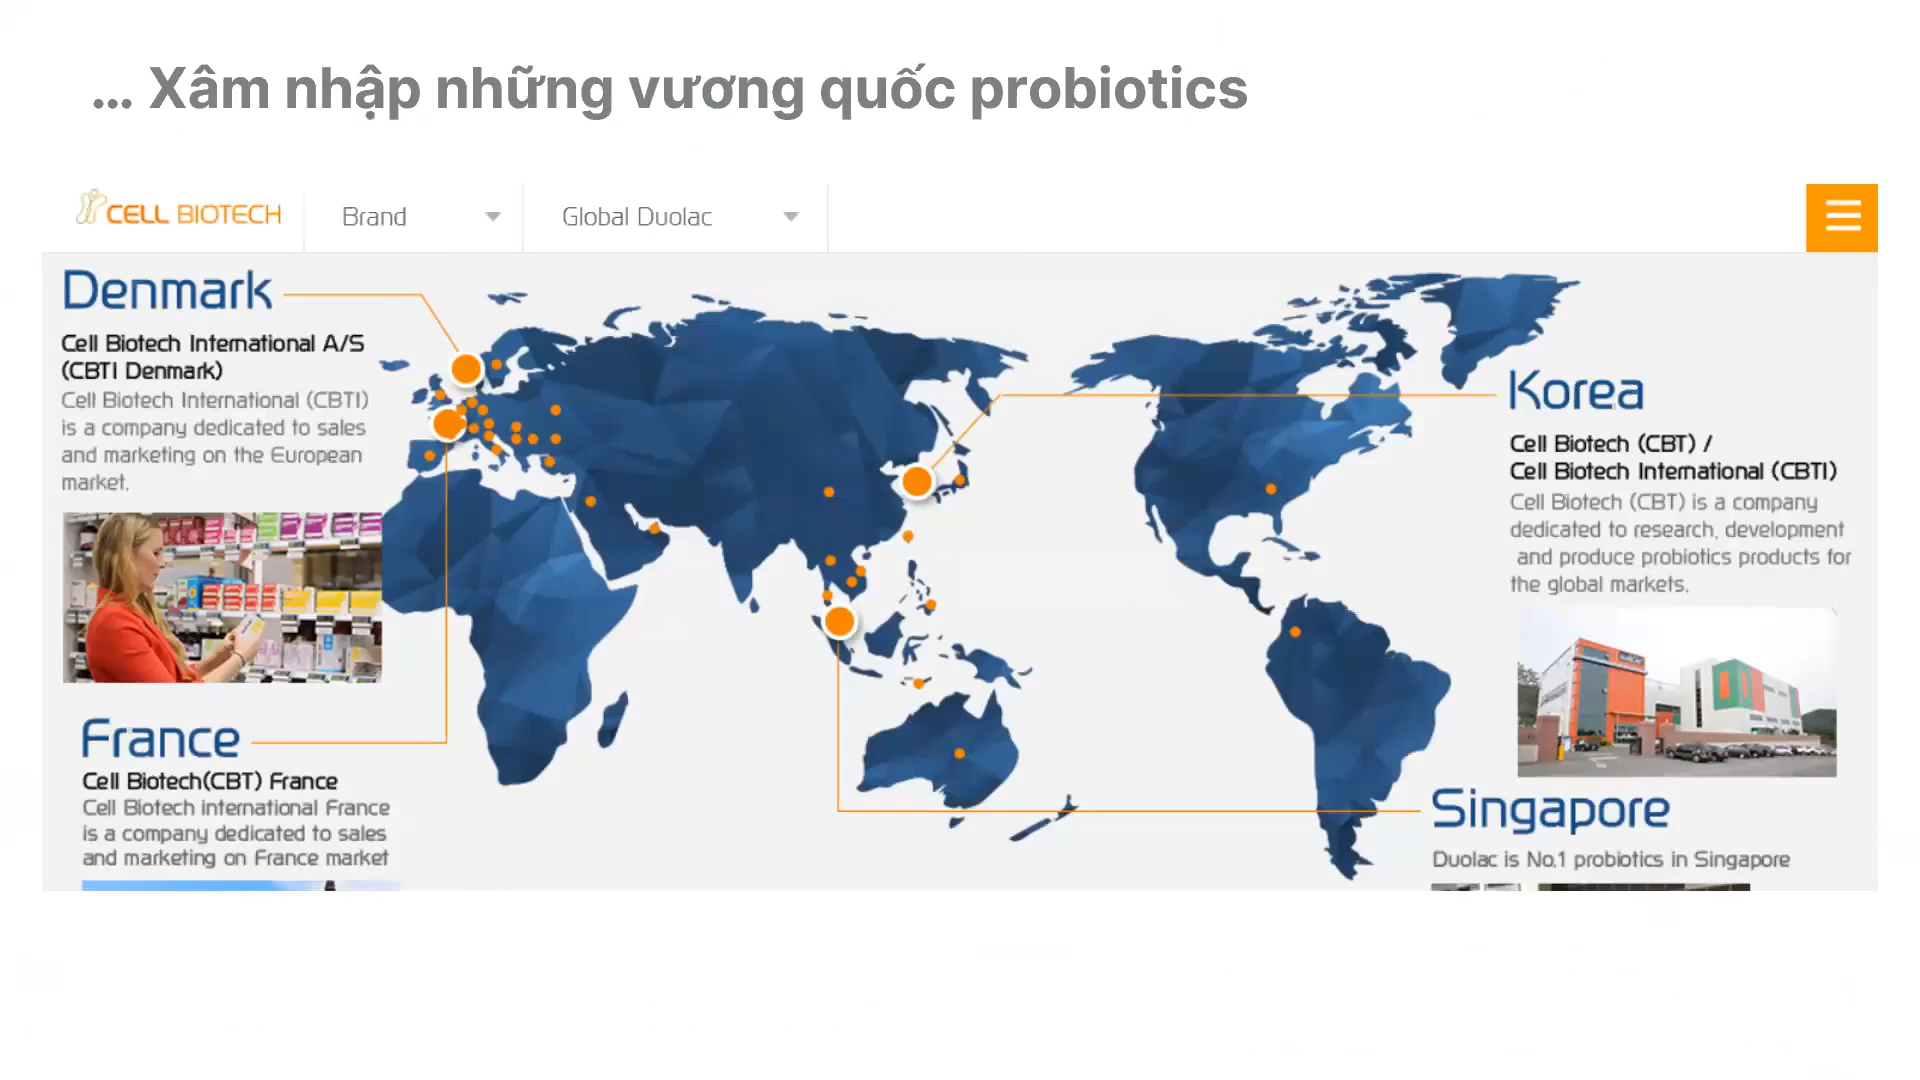 ... Xâm nhập những vương quốc probiotics
CELL BIOTECH
Brand
Global Duolac
Denmark
Cell Biotech International A/S
(CBTI Denmark)
Cell Biotech International (CBTI)
is a company dedicated to sales
and marketing on the European
market.
France
Cell Biotech(CBT) France
Cell Biotech international France
is a company dedicated to sales
and marketing on France market
Korea
Cell Biotech (CBT) /
Cell Biotech International (CBTI)
Cell Biotech (CBT) is a company
dedicated to research, development
and produce probiotics products for
the global markets.
Singapore
Duolac is No.1 probiotics in Singapore